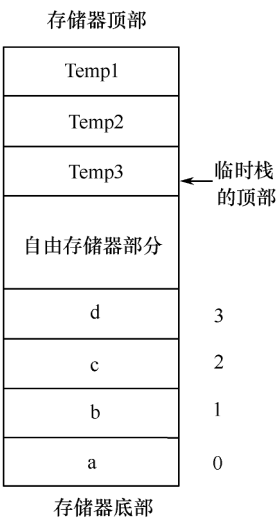 存储器顶部
Temp1
Temp2
Temp3
临时栈
的顶部
自由存储器部分
d 3
c 2
b 1
a 0
存储器底部